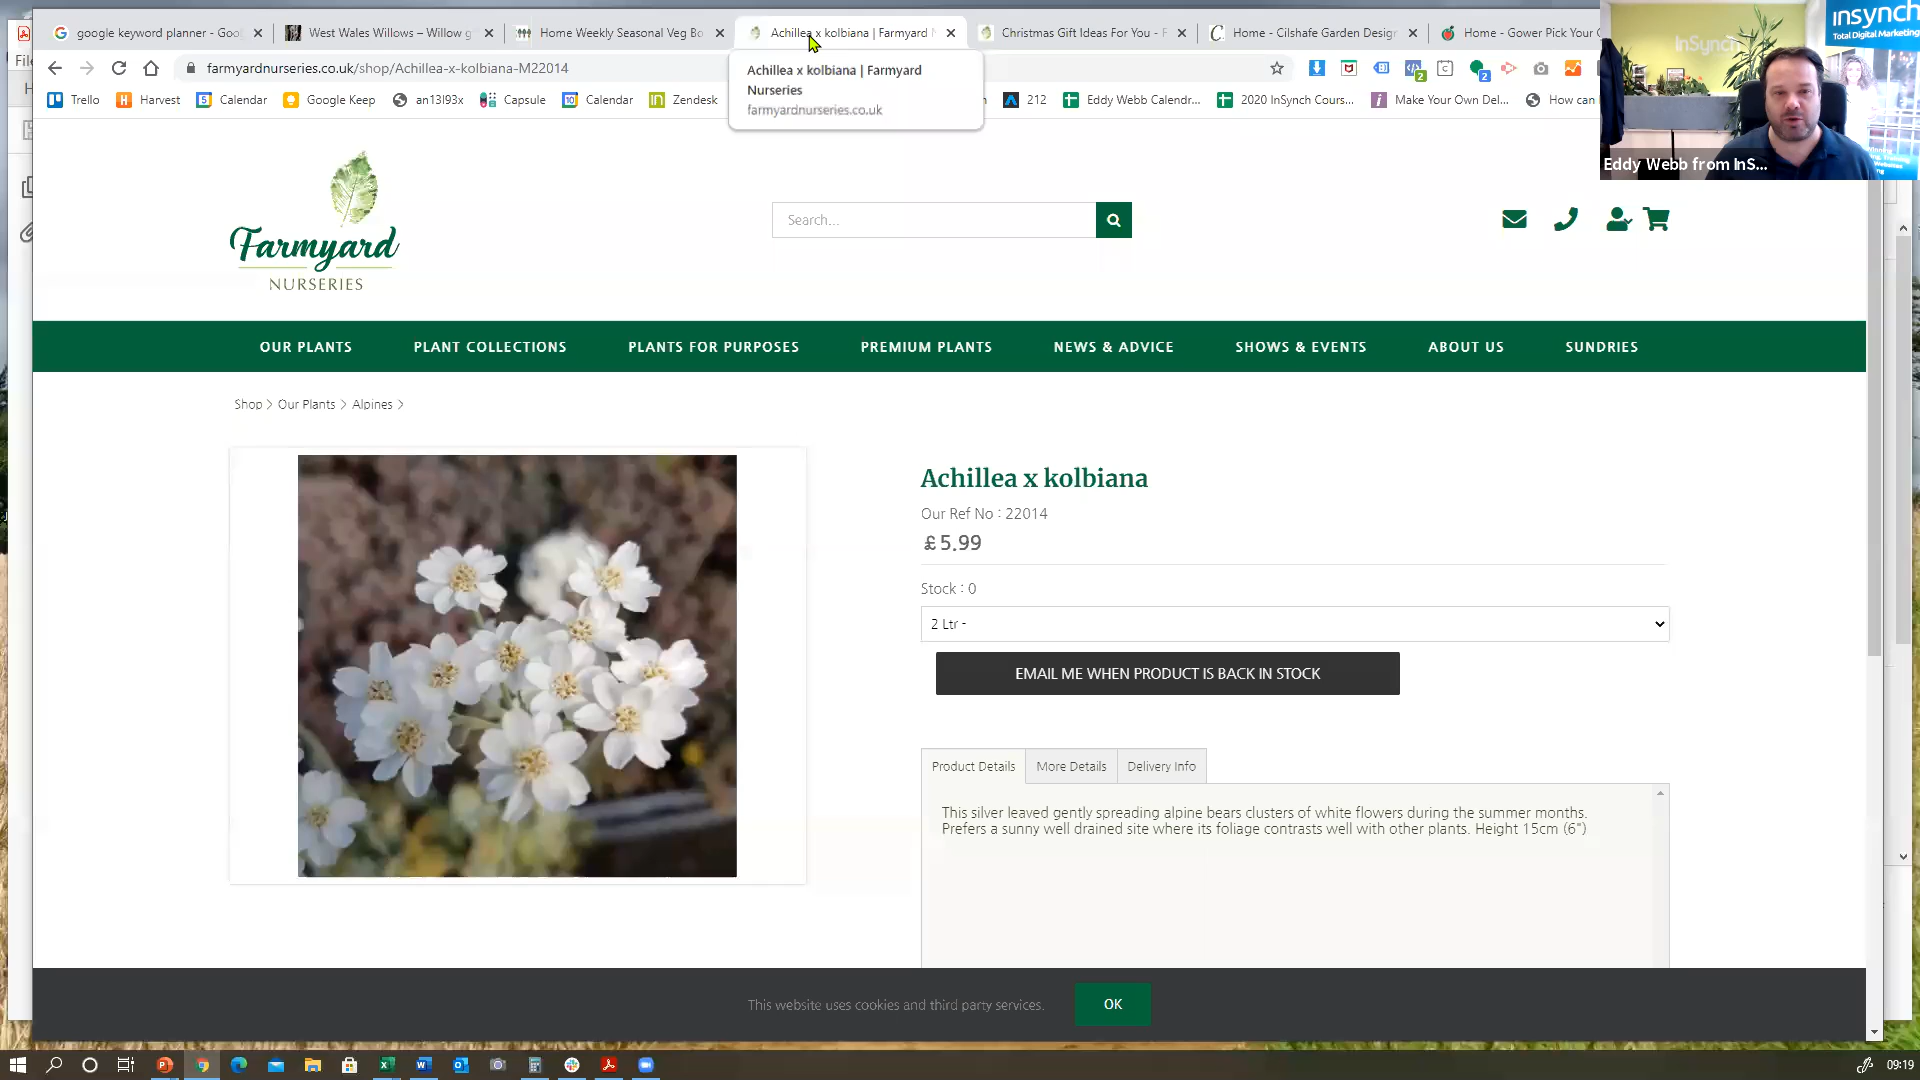 google keyword planner - Goo
West Wales Willows – Willow g
Home Weekly Seasonal Veg Bo
Achillea x kolbiana | Farmyard N
Christmas Gift Ideas For You - F
Home - Cilshafe Garden Design
Home - Gower Pick Your O
farmyardnurseries.co.uk/shop/Achillea-x-kolbiana-M22014
Achillea x kolbiana | Farmyard
Nurseries
farmyardnurseries.co.uk
Trello
Harvest
Calendar
Google Keep
an13l93x
Capsule
Calendar
Zendesk
212
Eddy Webb Calendr...
2020 InSynch Cours...
Make Your Own Del...
How can I
insynch
Total Digital Marketing
InSynch
Eddy Webb from InS...
Farmyard
NURSERIES
Search...
OUR PLANTS
PLANT COLLECTIONS
PLANTS FOR PURPOSES
PREMIUM PLANTS
NEWS & ADVICE
SHOWS & EVENTS
ABOUT US
SUNDRIES
Shop > Our Plants > Alpines >
Achillea x kolbiana
Our Ref No : 22014
£5.99
Stock : 0
2 Ltr -
EMAIL ME WHEN PRODUCT IS BACK IN STOCK
Product Details
More Details
Delivery Info
This silver leaved gently spreading alpine bears clusters of white flowers during the summer months.
Prefers a sunny well drained site where its foliage contrasts well with other plants. Height 15cm (6")
This website uses cookies and third party services.
OK
09:19